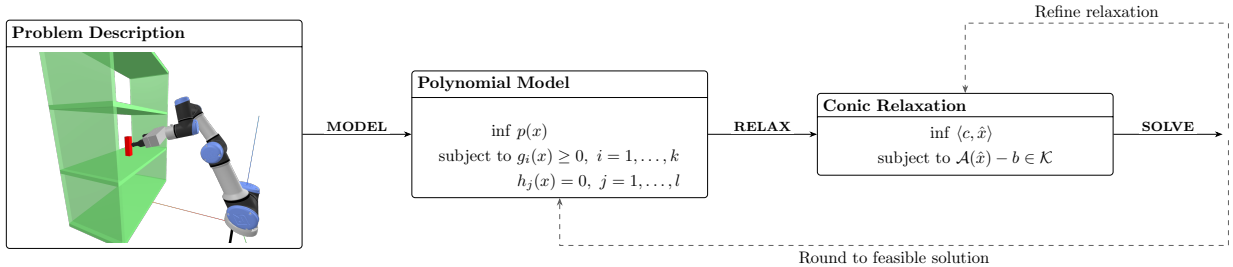 Refine relaxation
Problem Description
MODEL
Polynomial Model
inf p(x)
subject to g_i(x) ≥ 0, i = 1, . . . , k
h_j(x) = 0, j = 1, . . . , l
RELAX
Conic Relaxation
inf ⟨c, x̂⟩
subject to 𝒜(x̂) − b ∈ 𝒦
SOLVE
Round to feasible solution